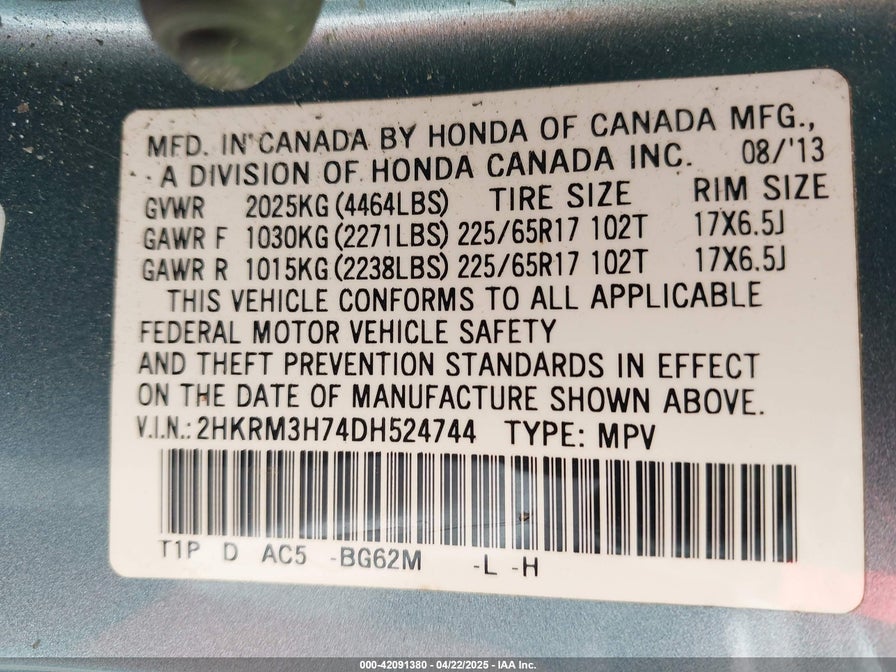 MFD. IN CANADA BY HONDA OF CANADA MFG.,
A DIVISION OF HONDA CANADA INC. 08/'13
GVWR 2025KG (4464LBS) TIRE SIZE RIM SIZE
GAWR F 1030KG (2271LBS) 225/65R17 102T 17X6.5J
GAWR R 1015KG (2238LBS) 225/65R17 102T 17X6.5J
THIS VEHICLE CONFORMS TO ALL APPLICABLE
FEDERAL MOTOR VEHICLE SAFETY
AND THEFT PREVENTION STANDARDS IN EFFECT
ON THE DATE OF MANUFACTURE SHOWN ABOVE.
V.I.N.: 2HKRM3H74DH524744 TYPE: MPV
T1P D AC5 -BG62M -L -H
000-42091380 - 04/22/2025 - IAA Inc.